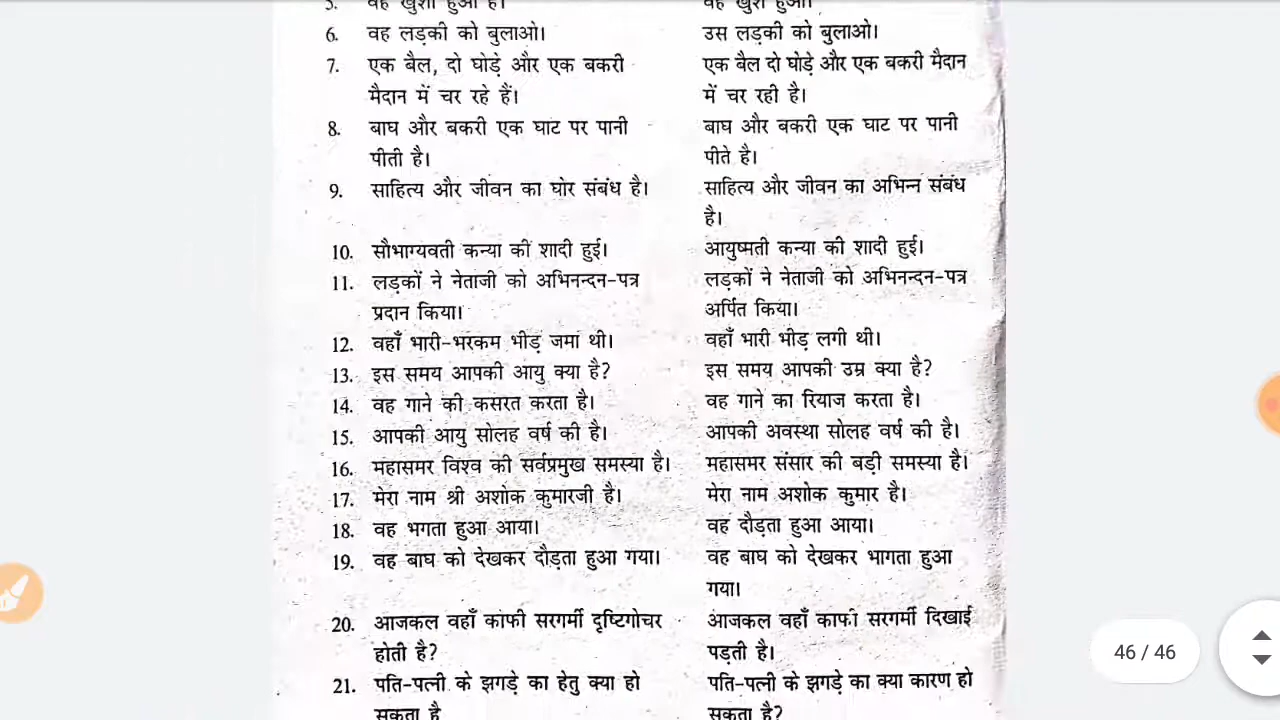 5. वह खुशी हुआ है। वह खुश हुआ।
6. वह लड़की को बुलाओ। उस लड़की को बुलाओ।
7. एक बैल, दो घोड़े और एक बकरी एक बैल दो घोड़े और एक बकरी मैदान
मैदान में चर रहे हैं। में चर रही है।
8. बाघ और बकरी एक घाट पर पानी बाघ और बकरी एक घाट पर पानी
पीती है। पीते है।
9. साहित्य और जीवन का घोर संबंध है। साहित्य और जीवन का अभिन्न संबंध
है।
10. सौभाग्यवती कन्या की शादी हुई। आयुष्मती कन्या की शादी हुई।
11. लड़कों ने नेताजी को अभिनन्दन-पत्र लड़कों ने नेताजी को अभिनन्दन-पत्र
प्रदान किया। अर्पित किया।
12. वहाँ भारी-भरकम भीड़ जमा थी। वहाँ भारी भीड़ लगी थी।
13. इस समय आपकी आयु क्या है? इस समय आपकी उम्र क्या है?
14. वह गाने की कसरत करता है। वह गाने का रियाज करता है।
15. आपकी आयु सोलह वर्ष की है। आपकी अवस्था सोलह वर्ष की है।
16. महासमर विश्व की सर्वप्रमुख समस्या है। महासमर संसार की बड़ी समस्या है।
17. मेरा नाम श्री अशोक कुमारजी है। मेरा नाम अशोक कुमार है।
18. वह भगता हुआ आया। वह दौड़ता हुआ आया।
19. वह बाघ को देखकर दौड़ता हुआ गया। वह बाघ को देखकर भागता हुआ
गया।
20. आजकल वहाँ काफी सरगर्मी दृष्टिगोचर आजकल वहाँ काफी सरगर्मी दिखाई
होती है? पड़ती है।
46 / 46
21. पति-पत्नी के झगड़े का हेतु क्या हो पति-पत्नी के झगड़े का क्या कारण हो
सकता है सकता है?